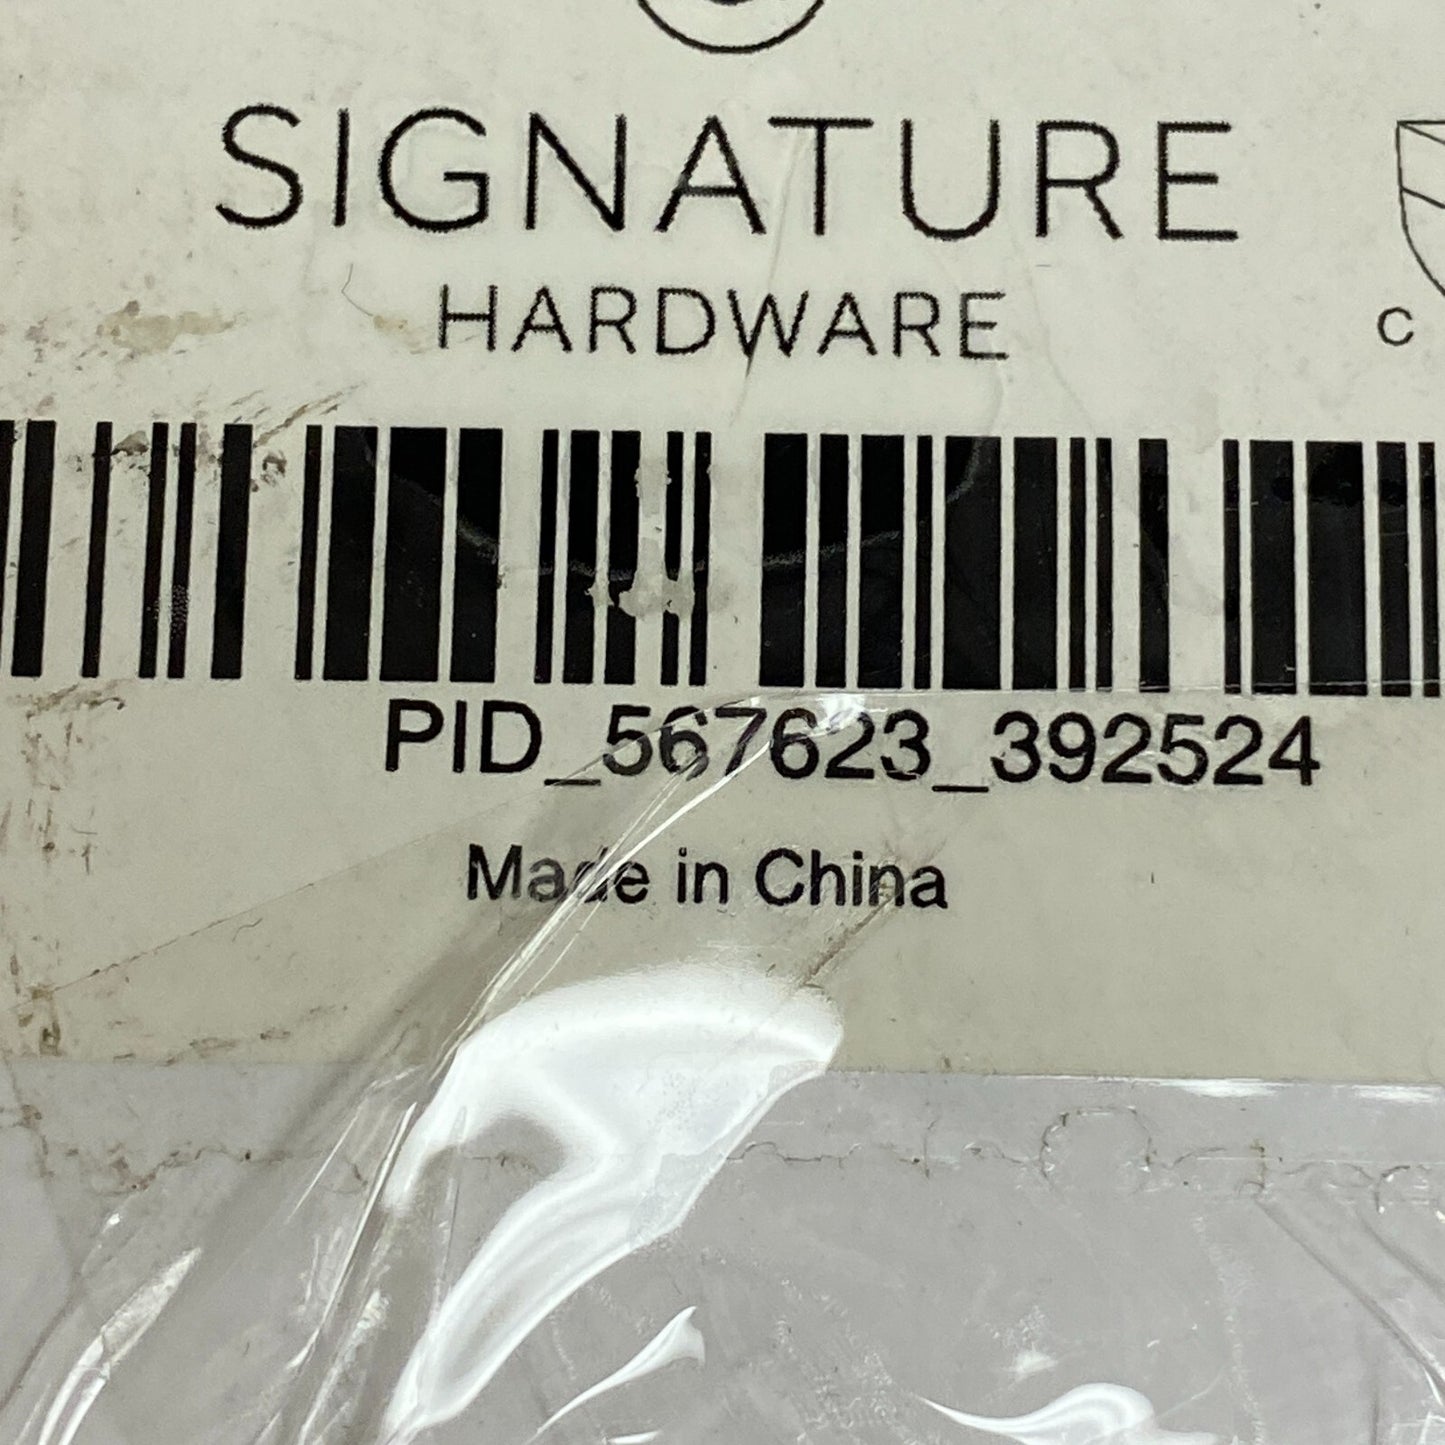 SIGNATURE
HARDWARE
C
PID_567623_392524
Made in China